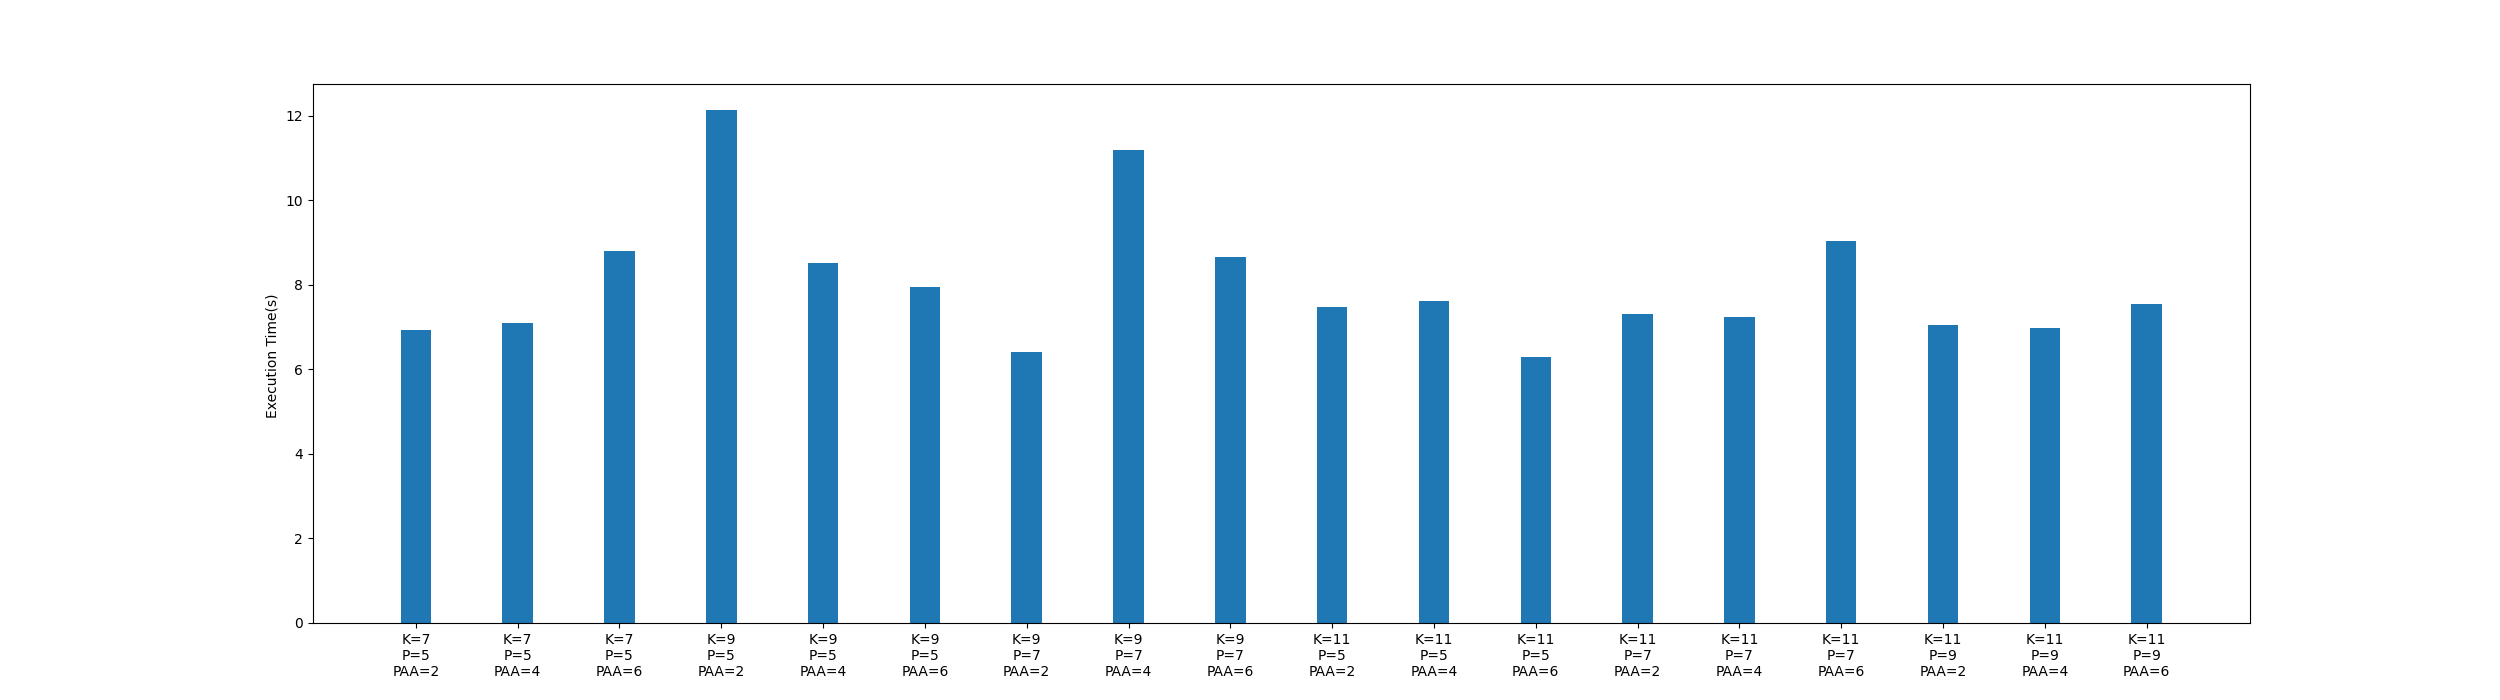 12
10
8
6
4
2
0
Execution Time(s)
K=7 K=7 K=7 K=9 K=9 K=9 K=9 K=9 K=9 K=11 K=11 K=11 K=11 K=11 K=11 K=11 K=11 K=11
P=5 P=5 P=5 P=5 P=5 P=5 P=7 P=7 P=7 P=5 P=5 P=5 P=7 P=7 P=7 P=9 P=9 P=9
PAA=2 PAA=4 PAA=6 PAA=2 PAA=4 PAA=6 PAA=2 PAA=4 PAA=6 PAA=2 PAA=4 PAA=6 PAA=2 PAA=4 PAA=6 PAA=2 PAA=4 PAA=6